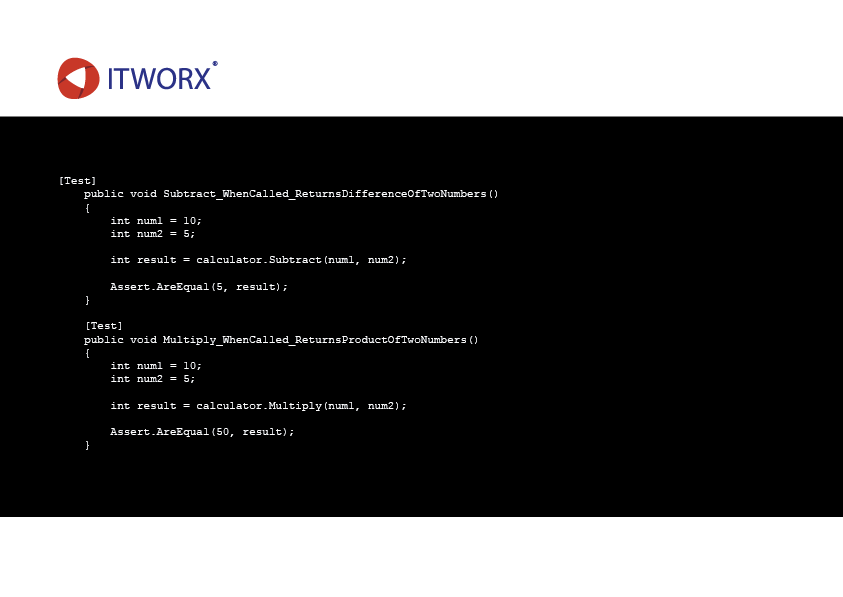 ITWORX®
[Test]
public void Subtract_WhenCalled_ReturnsDifferenceOfTwoNumbers()
{
int num1 = 10;
int num2 = 5;
int result = calculator.Subtract(num1, num2);
Assert.AreEqual(5, result);
}
[Test]
public void Multiply_WhenCalled_ReturnsProductOfTwoNumbers()
{
int num1 = 10;
int num2 = 5;
int result = calculator.Multiply(num1, num2);
Assert.AreEqual(50, result);
}